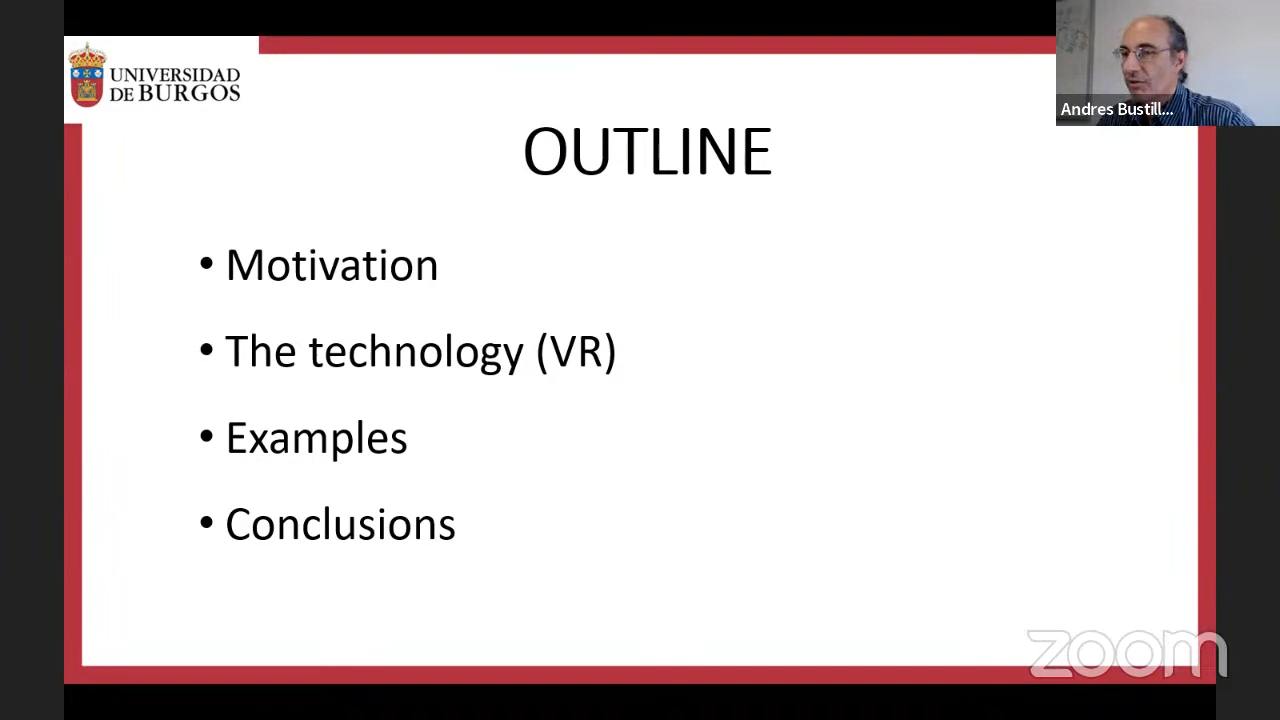 UNIVERSIDAD
DE BURGOS
Andres Bustill...
OUTLINE
• Motivation
• The technology (VR)
• Examples
• Conclusions
zoom